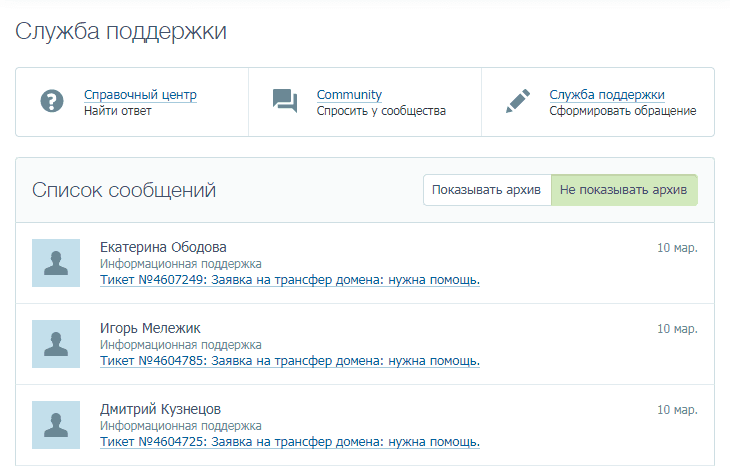 Служба поддержки
Справочный центр
Найти ответ
Community
Спросить у сообщества
Служба поддержки
Сформировать обращение
Список сообщений
Показывать архив
Не показывать архив
Екатерина Ободова
10 мар.
Информационная поддержка
Тикет №4607249: Заявка на трансфер домена: нужна помощь.
Игорь Мележик
10 мар.
Информационная поддержка
Тикет №4604785: Заявка на трансфер домена: нужна помощь.
Дмитрий Кузнецов
10 мар.
Информационная поддержка
Тикет №4604725: Заявка на трансфер домена: нужна помощь.